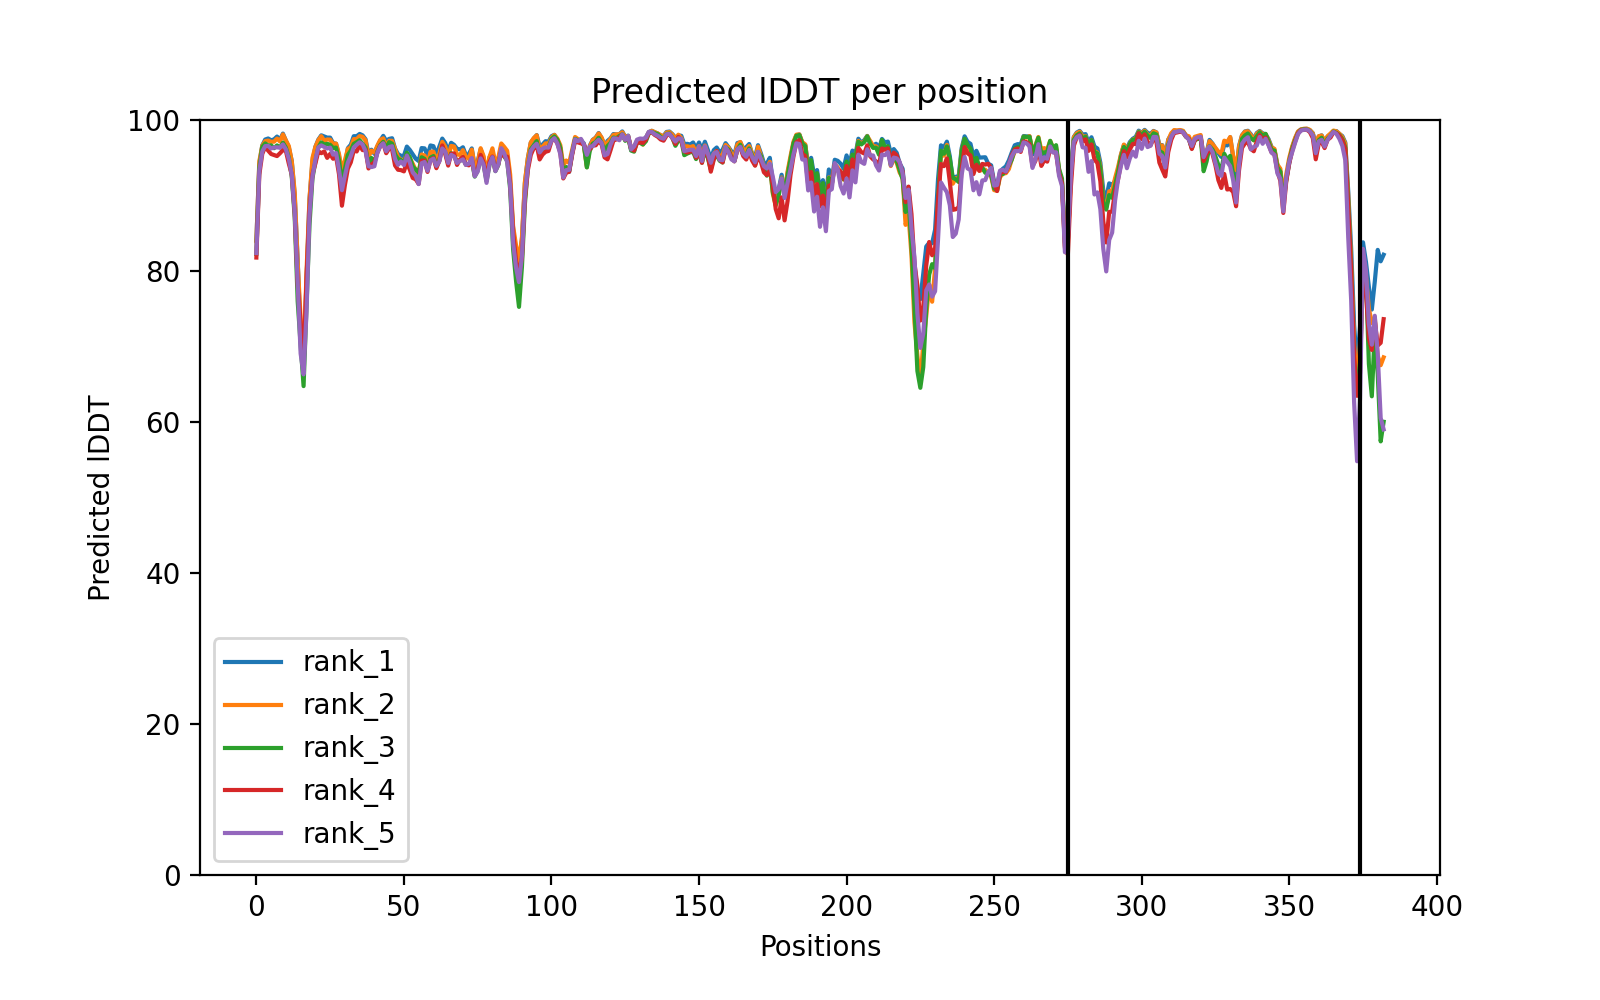 Predicted lDDT per position
100
80
60
40
20
0
Predicted lDDT
rank_1
rank_2
rank_3
rank_4
rank_5
0 50 100 150 200 250 300 350 400
Positions